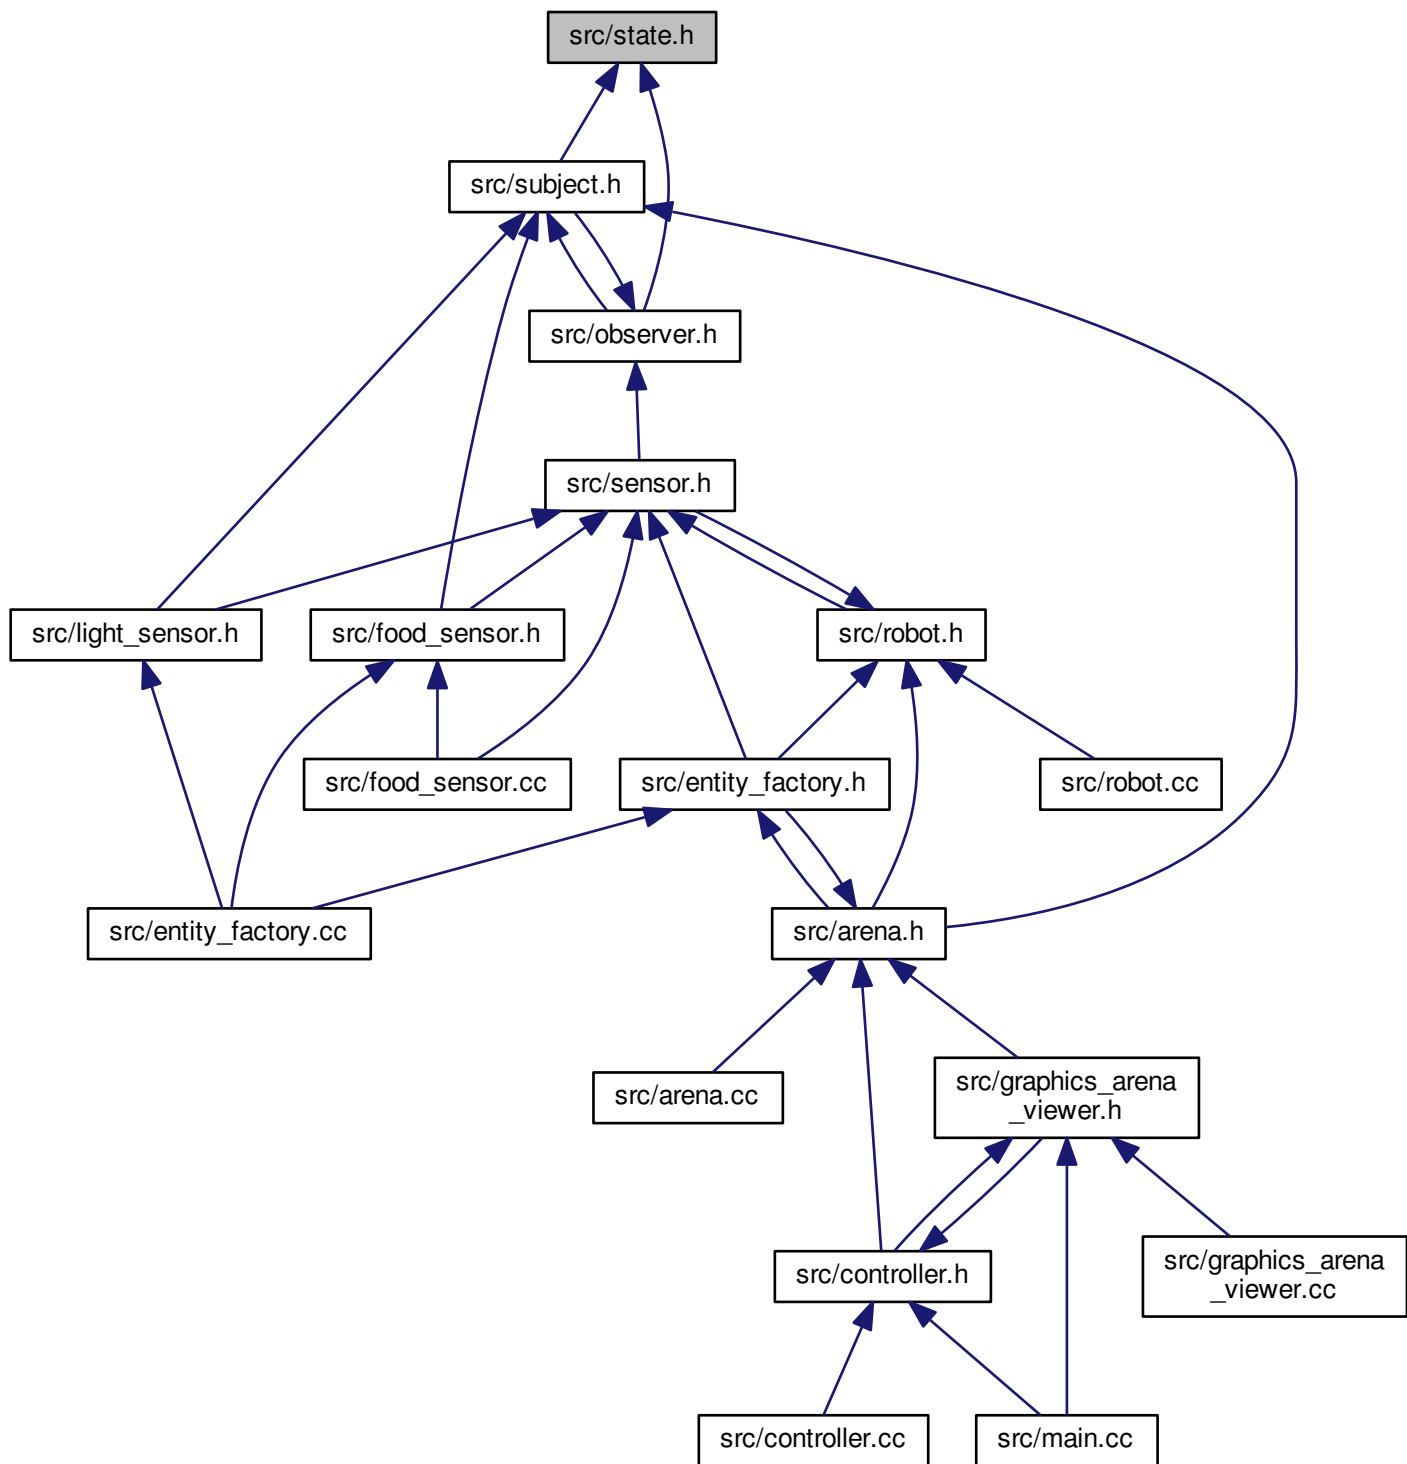 src/state.h
src/subject.h
src/observer.h
src/sensor.h
src/light_sensor.h
src/food_sensor.h
src/robot.h
src/food_sensor.cc
src/entity_factory.h
src/robot.cc
src/entity_factory.cc
src/arena.h
src/arena.cc
src/graphics_arena
_viewer.h
src/controller.h
src/graphics_arena
_viewer.cc
src/controller.cc
src/main.cc